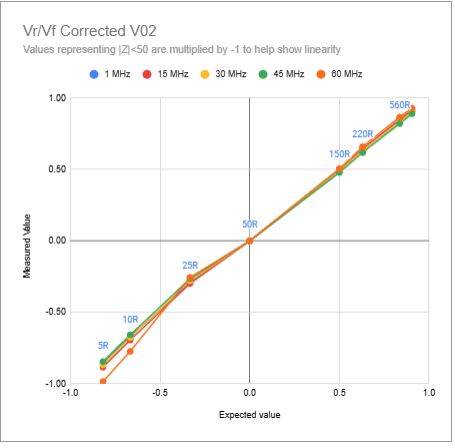 Vr/Vf Corrected V02
Values representing |Z|<50 are multiplied by -1 to help show linearity
1 MHz 15 MHz 30 MHz 45 MHz 60 MHz
1.00
0.50
0.00
-0.50
-1.00
Measured Value
5R
10R
25R
50R
150R
220R
560R
-1.0 -0.5 0.0 0.5 1.0
Expected value